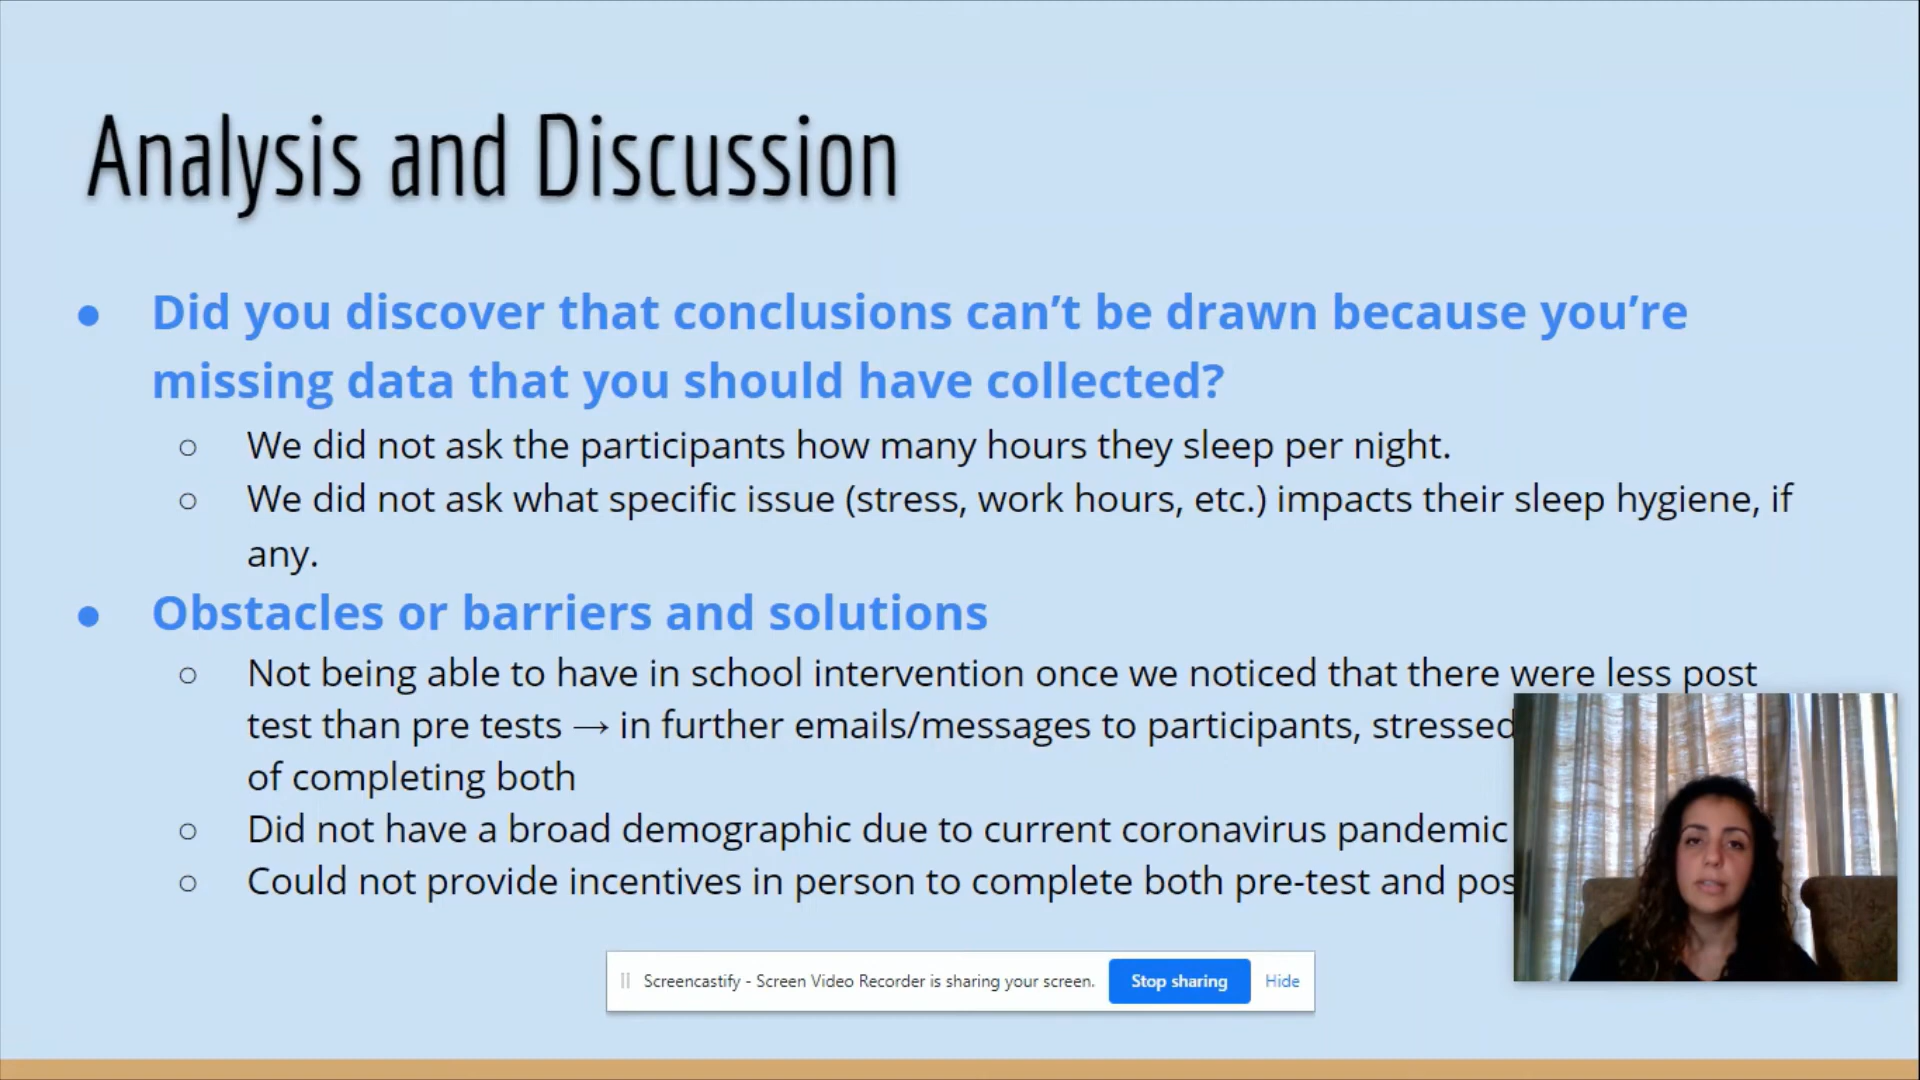 Analysis and Discussion
● Did you discover that conclusions can’t be drawn because you’re
missing data that you should have collected?
○ We did not ask the participants how many hours they sleep per night.
○ We did not ask what specific issue (stress, work hours, etc.) impacts their sleep hygiene, if
any.
● Obstacles or barriers and solutions
○ Not being able to have in school intervention once we noticed that there were less post
test than pre tests → in further emails/messages to participants, stressed
of completing both
○ Did not have a broad demographic due to current coronavirus pandemic
○ Could not provide incentives in person to complete both pre-test and pos
Screencastify - Screen Video Recorder is sharing your screen. Stop sharing Hide